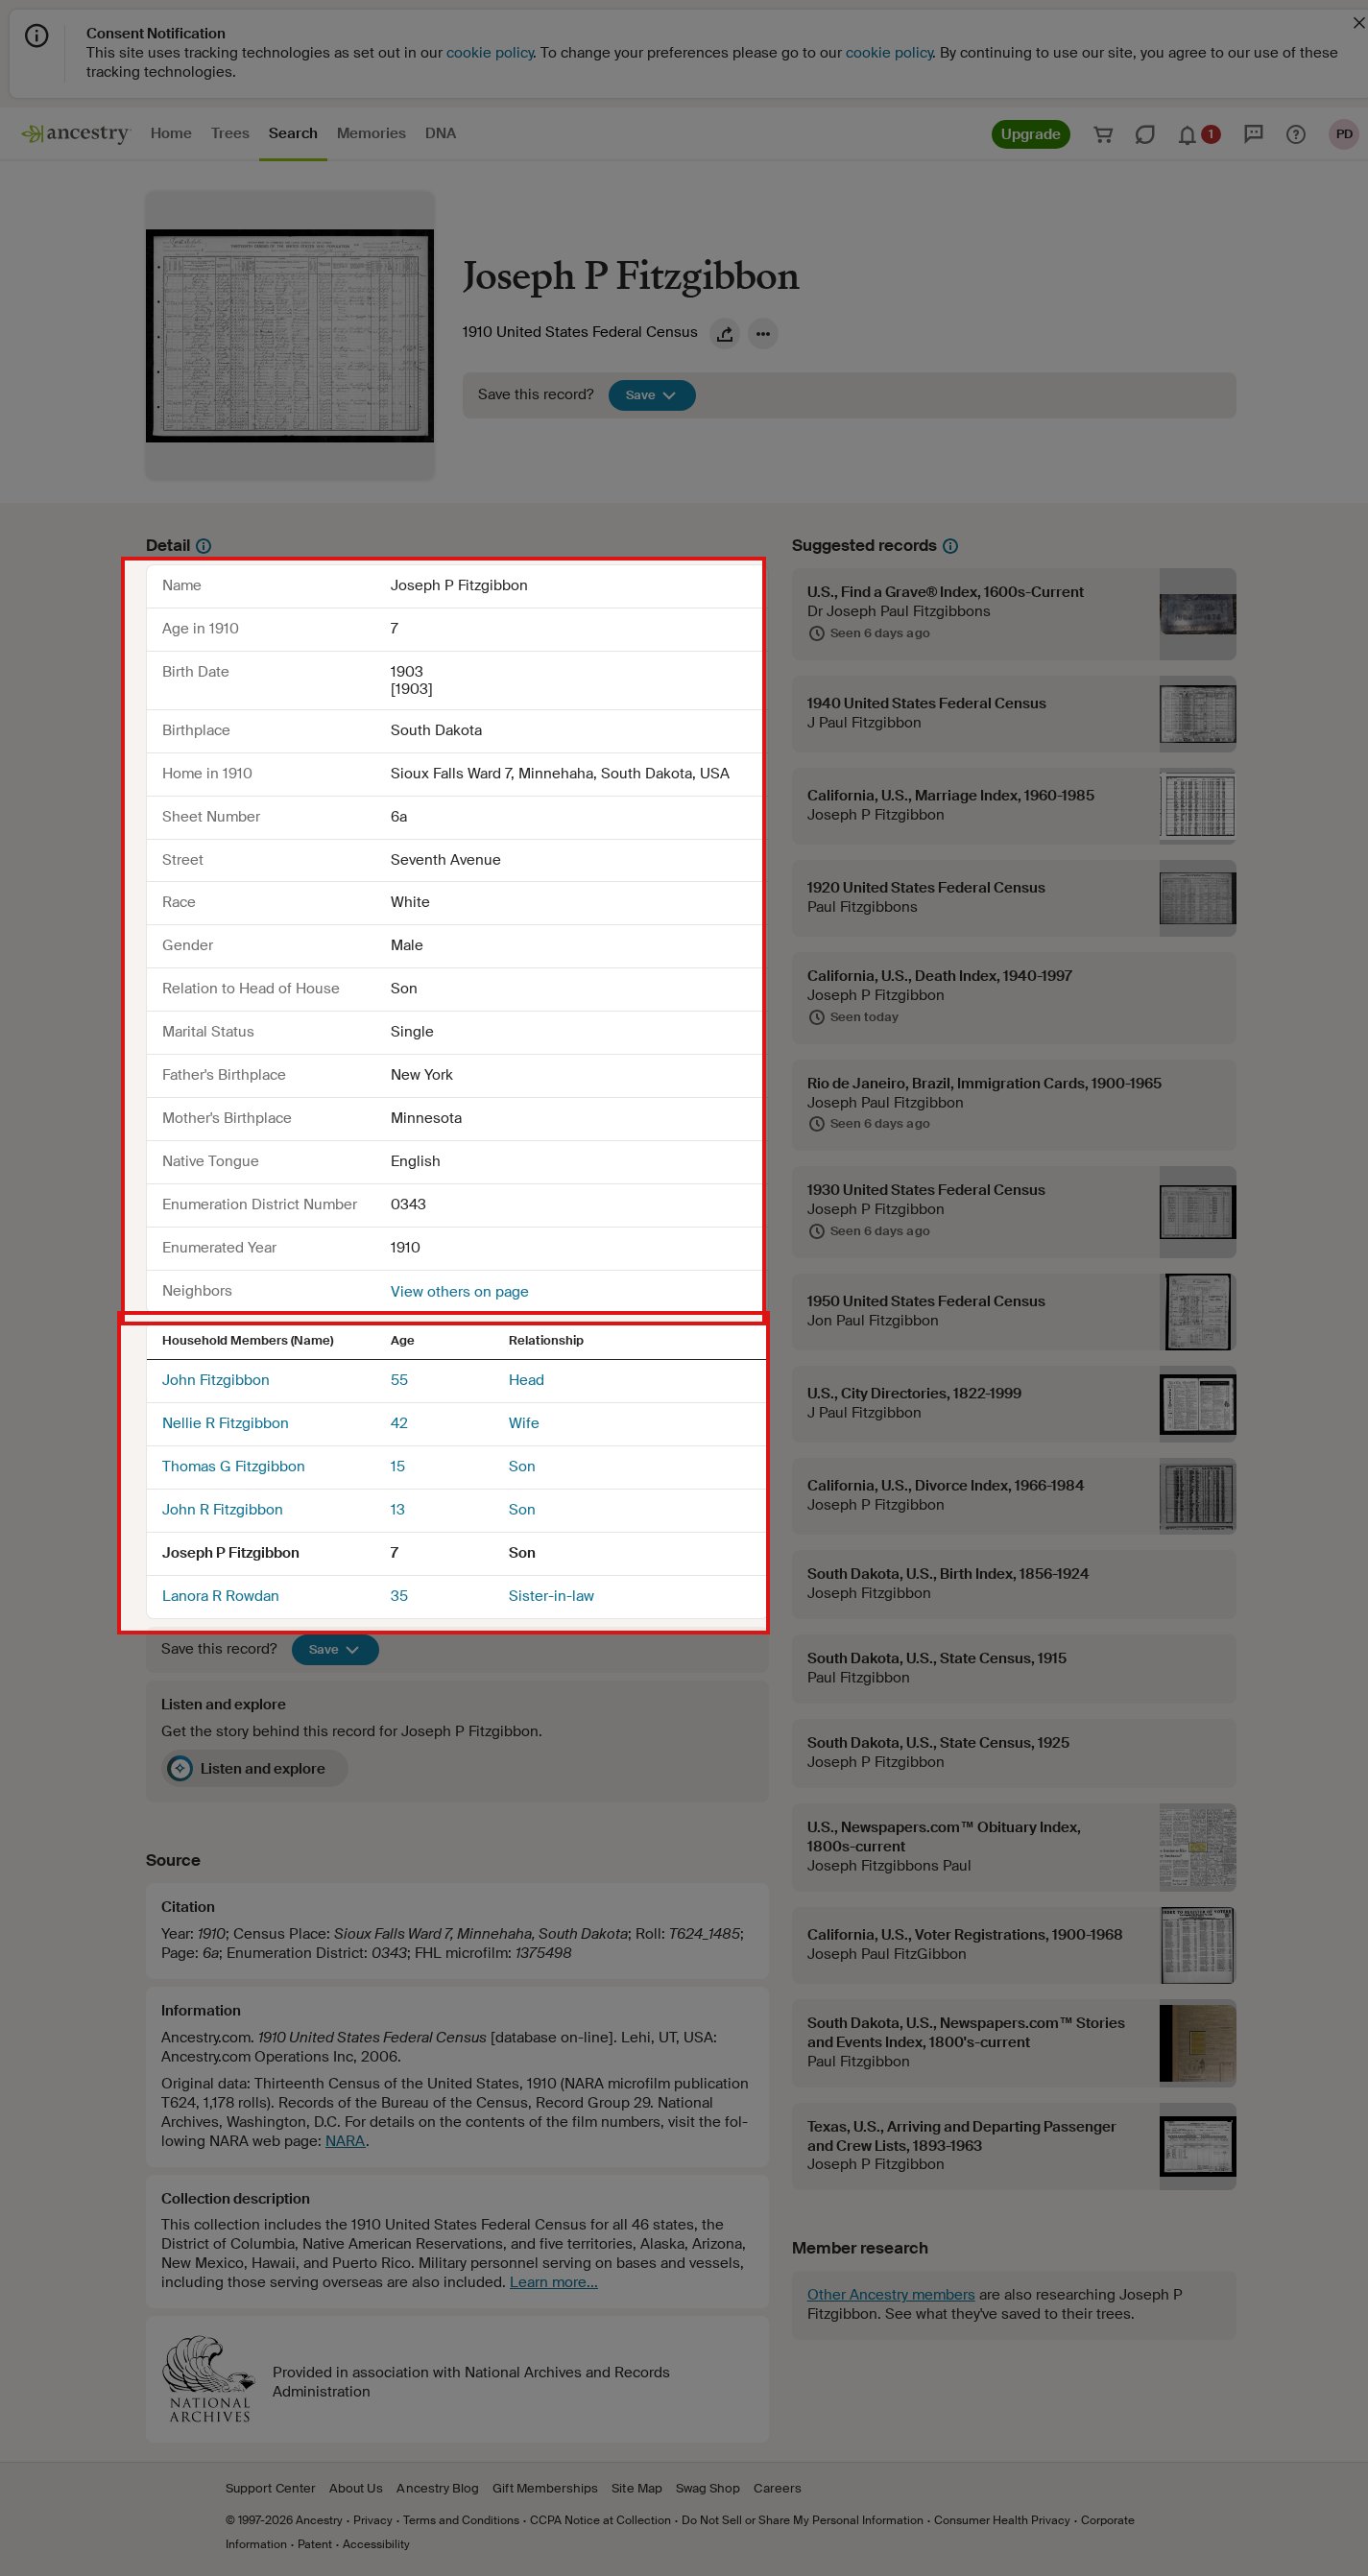 Consent Notification
This site uses tracking technologies as set out in our cookie policy. To change your preferences please go to our cookie policy. By continuing to use our site, you agree to our use of these
tracking technologies.
ancestry Home Trees Search Memories DNA Upgrade 1 PD
Joseph P Fitzgibbon
1910 United States Federal Census
Save this record? Save
Detail
Name Joseph P Fitzgibbon
Age in 1910 7
Birth Date 1903
[1903]
Birthplace South Dakota
Home in 1910 Sioux Falls Ward 7, Minnehaha, South Dakota, USA
Sheet Number 6a
Street Seventh Avenue
Race White
Gender Male
Relation to Head of House Son
Marital Status Single
Father's Birthplace New York
Mother's Birthplace Minnesota
Native Tongue English
Enumeration District Number 0343
Enumerated Year 1910
Neighbors View others on page
Household Members (Name) Age Relationship
John Fitzgibbon 55 Head
Nellie R Fitzgibbon 42 Wife
Thomas G Fitzgibbon 15 Son
John R Fitzgibbon 13 Son
Joseph P Fitzgibbon 7 Son
Lanora R Rowdan 35 Sister-in-law
Save this record? Save
Listen and explore
Get the story behind this record for Joseph P Fitzgibbon.
Listen and explore
Source
Citation
Year: 1910; Census Place: Sioux Falls Ward 7, Minnehaha, South Dakota; Roll: T624_1485;
Page: 6a; Enumeration District: 0343; FHL microfilm: 1375498
Information
Ancestry.com. 1910 United States Federal Census [database on-line]. Lehi, UT, USA:
Ancestry.com Operations Inc, 2006.
Original data: Thirteenth Census of the United States, 1910 (NARA microfilm publication
T624, 1,178 rolls). Records of the Bureau of the Census, Record Group 29. National
Archives, Washington, D.C. For details on the contents of the film numbers, visit the fol-
lowing NARA web page: NARA.
Collection description
This collection includes the 1910 United States Federal Census for all 46 states, the
District of Columbia, Native American Reservations, and five territories, Alaska, Arizona,
New Mexico, Hawaii, and Puerto Rico. Military personnel serving on bases and vessels,
including those serving overseas are also included. Learn more...
NATIONAL
ARCHIVES
Provided in association with National Archives and Records
Administration
Suggested records
U.S., Find a Grave® Index, 1600s-Current
Dr Joseph Paul Fitzgibbons
Seen 6 days ago
1940 United States Federal Census
J Paul Fitzgibbon
California, U.S., Marriage Index, 1960-1985
Joseph P Fitzgibbon
1920 United States Federal Census
Paul Fitzgibbons
California, U.S., Death Index, 1940-1997
Joseph P Fitzgibbon
Seen today
Rio de Janeiro, Brazil, Immigration Cards, 1900-1965
Joseph Paul Fitzgibbon
Seen 6 days ago
1930 United States Federal Census
Joseph P Fitzgibbon
Seen 6 days ago
1950 United States Federal Census
Jon Paul Fitzgibbon
U.S., City Directories, 1822-1999
J Paul Fitzgibbon
California, U.S., Divorce Index, 1966-1984
Joseph P Fitzgibbon
South Dakota, U.S., Birth Index, 1856-1924
Joseph Fitzgibbon
South Dakota, U.S., State Census, 1915
Paul Fitzgibbon
South Dakota, U.S., State Census, 1925
Joseph P Fitzgibbon
U.S., Newspapers.com™ Obituary Index,
1800s-current
Joseph Fitzgibbons Paul
California, U.S., Voter Registrations, 1900-1968
Joseph Paul FitzGibbon
South Dakota, U.S., Newspapers.com™ Stories
and Events Index, 1800's-current
Paul Fitzgibbon
Texas, U.S., Arriving and Departing Passenger
and Crew Lists, 1893-1963
Joseph P Fitzgibbon
Member research
Other Ancestry members are also researching Joseph P
Fitzgibbon. See what they've saved to their trees.
Support Center About Us Ancestry Blog Gift Memberships Site Map Swag Shop Careers
© 1997-2026 Ancestry · Privacy · Terms and Conditions · CCPA Notice at Collection · Do Not Sell or Share My Personal Information · Consumer Health Privacy · Corporate
Information · Patent · Accessibility